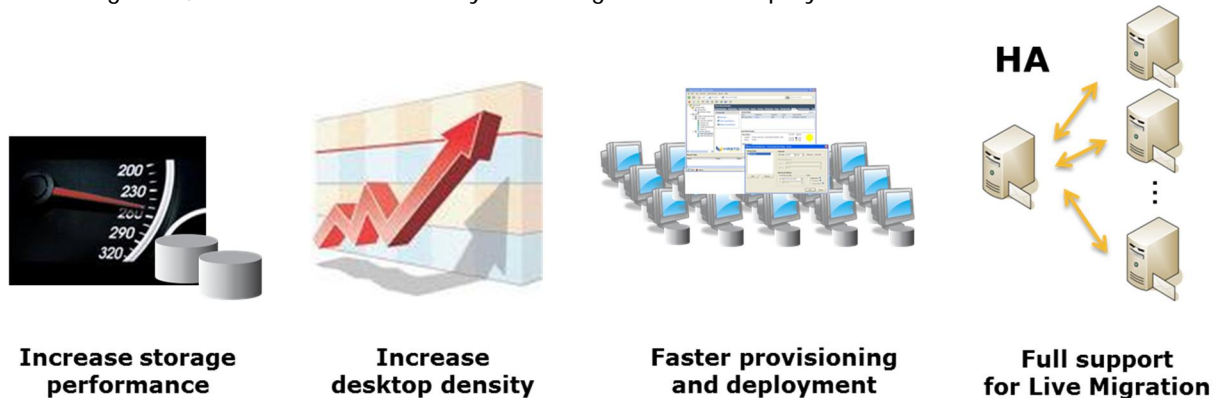 HA
200
230
260
290
320
VIRSTO
Increase storage
performance
Increase
desktop density
Faster provisioning
and deployment
Full support
for Live Migration